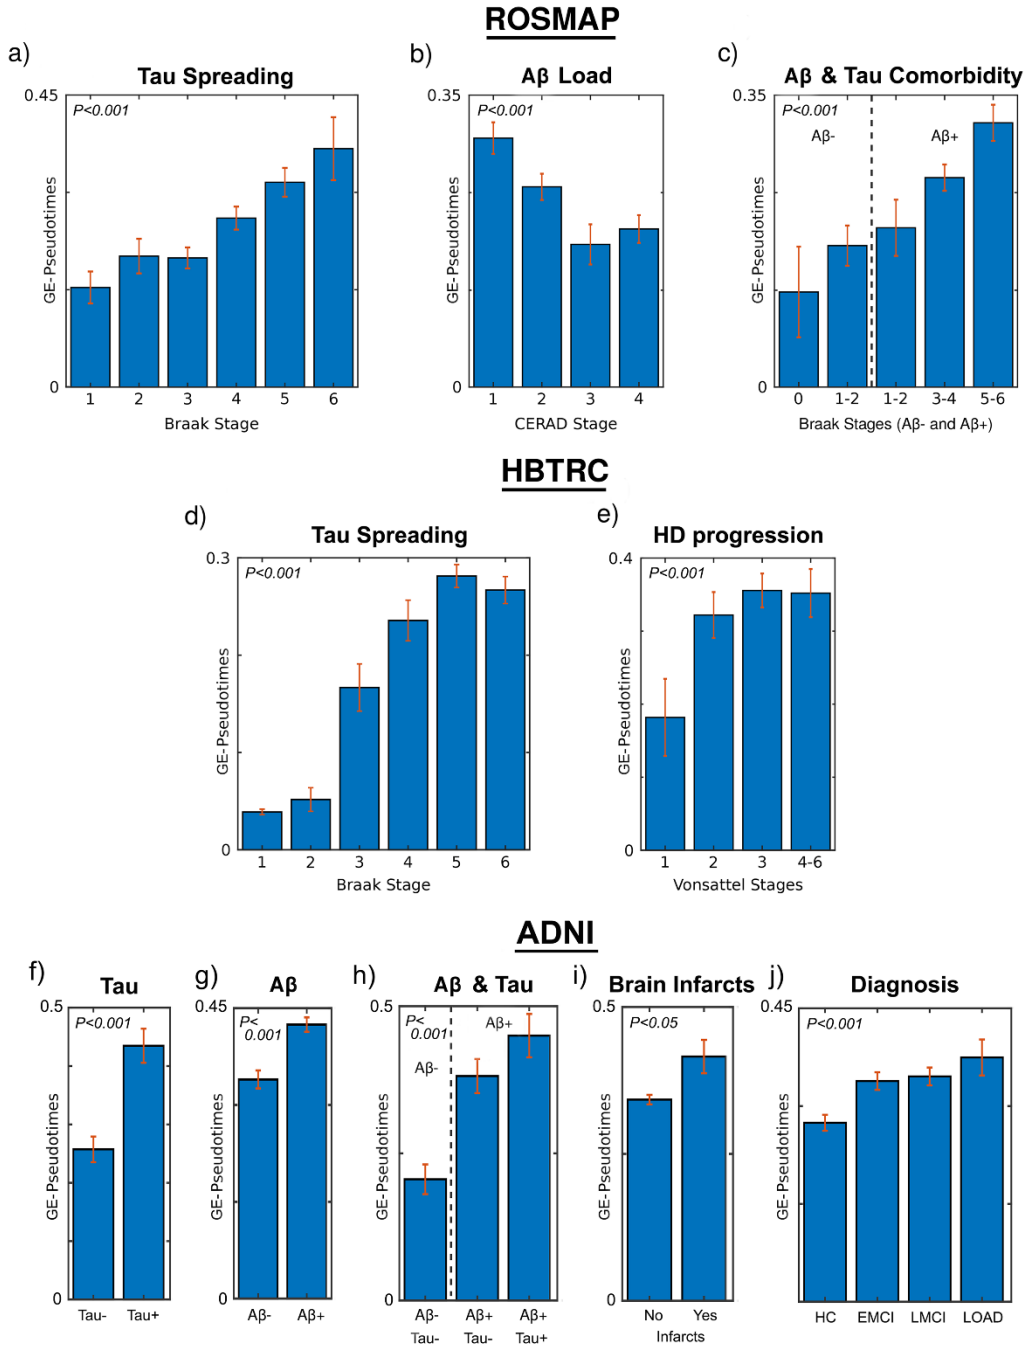 ROSMAP
a)
Tau Spreading
0.45
P<0.001
GE-Pseudotimes
0
1 2 3 4 5 6
Braak Stage
b)
Aβ Load
0.35
P<0.001
GE-Pseudotimes
0
1 2 3 4
CERAD Stage
c)
Aβ & Tau Comorbidity
0.35
P<0.001
Aβ- Aβ+
GE-Pseudotimes
0
0 1-2 1-2 3-4 5-6
Braak Stages (Aβ- and Aβ+)
HBTRC
d)
Tau Spreading
0.3
P<0.001
GE-Pseudotimes
0
1 2 3 4 5 6
Braak Stage
e)
HD progression
0.4
P<0.001
GE-Pseudotimes
0
1 2 3 4-6
Vonsattel Stages
ADNI
f)
Tau
0.5
P<0.001
GE-Pseudotimes
0
Tau- Tau+
g)
Aβ
0.45
P<
0.001
GE-Pseudotimes
0
Aβ- Aβ+
h)
Aβ & Tau
0.5
P<
0.001
Aβ+
Aβ-
GE-Pseudotimes
0
Aβ- Aβ+ Aβ+
Tau- Tau- Tau+
i)
Brain Infarcts
0.5
P<0.05
GE-Pseudotimes
0
No Yes
Infarcts
j)
Diagnosis
0.45
P<0.001
GE-Pseudotimes
0
HC EMCI LMCI LOAD